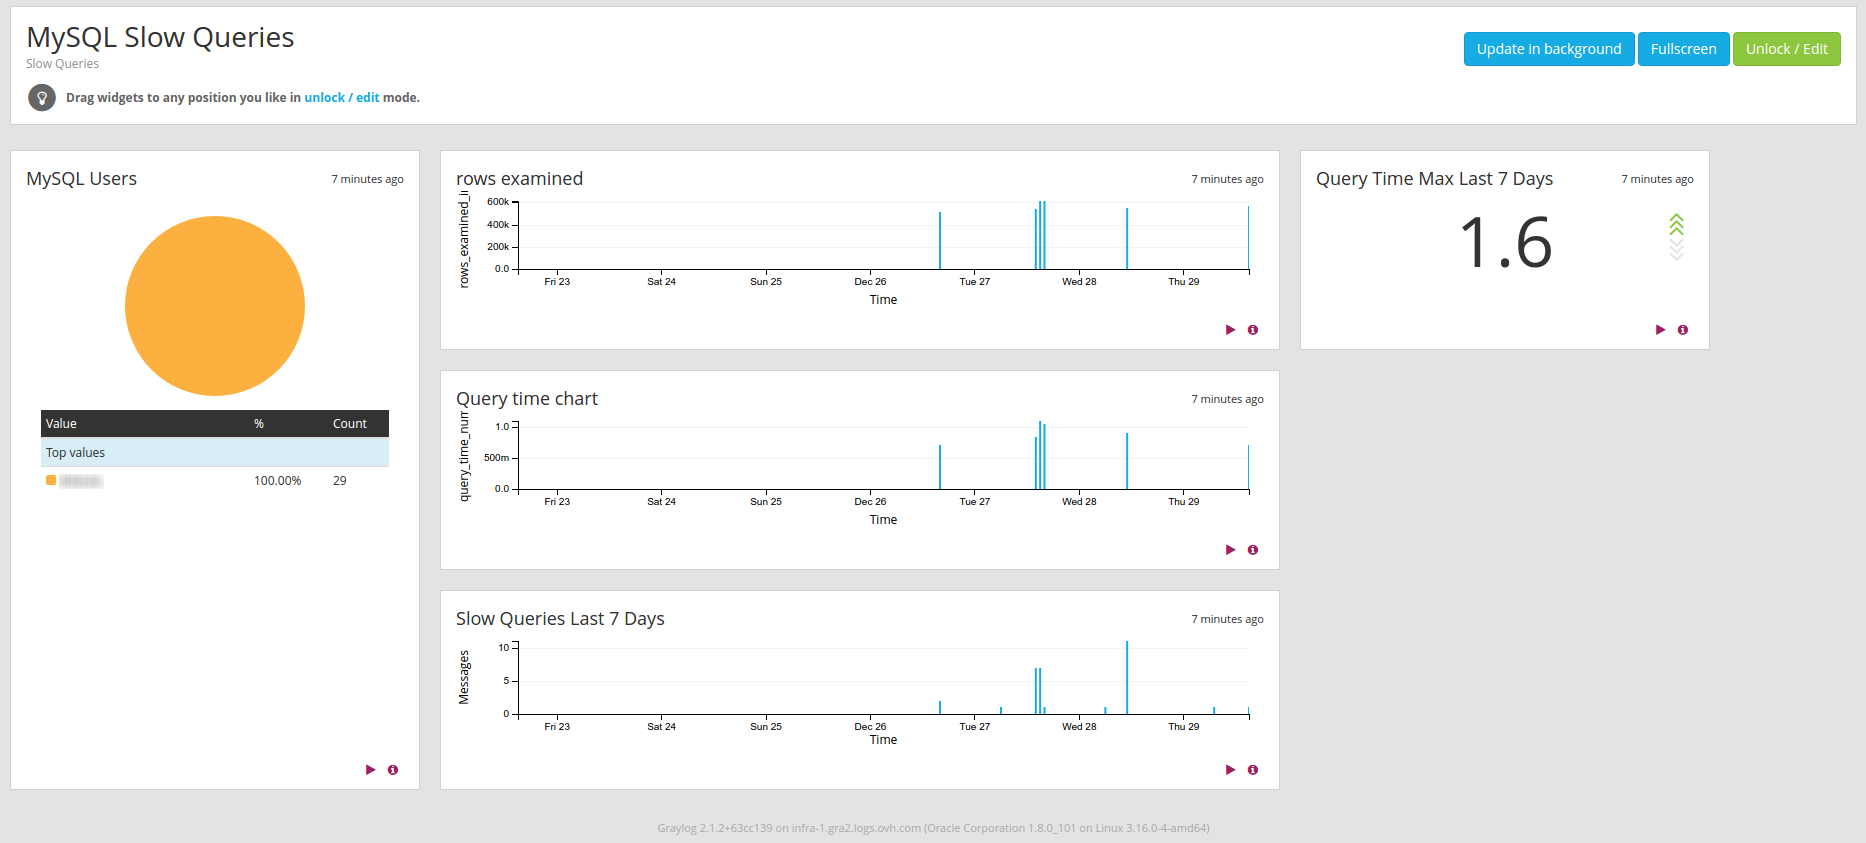 MySQL Slow Queries
Slow Queries
Drag widgets to any position you like in unlock / edit mode.
Update in background
Fullscreen
Unlock / Edit
MySQL Users
7 minutes ago
Value % Count
Top values
100.00% 29
rows examined
7 minutes ago
600k
400k
200k
0.0
Fri 23 Sat 24 Sun 25 Dec 26 Tue 27 Wed 28 Thu 29
Time
Query time chart
7 minutes ago
1.0
500m
0.0
Fri 23 Sat 24 Sun 25 Dec 26 Tue 27 Wed 28 Thu 29
Time
Slow Queries Last 7 Days
7 minutes ago
Messages
10
5
0
Fri 23 Sat 24 Sun 25 Dec 26 Tue 27 Wed 28 Thu 29
Time
Query Time Max Last 7 Days
7 minutes ago
1.6
Graylog 2.1.2+63cc139 on infra-1.gra2.logs.ovh.com (Oracle Corporation 1.8.0_101 on Linux 3.16.0-4-amd64)